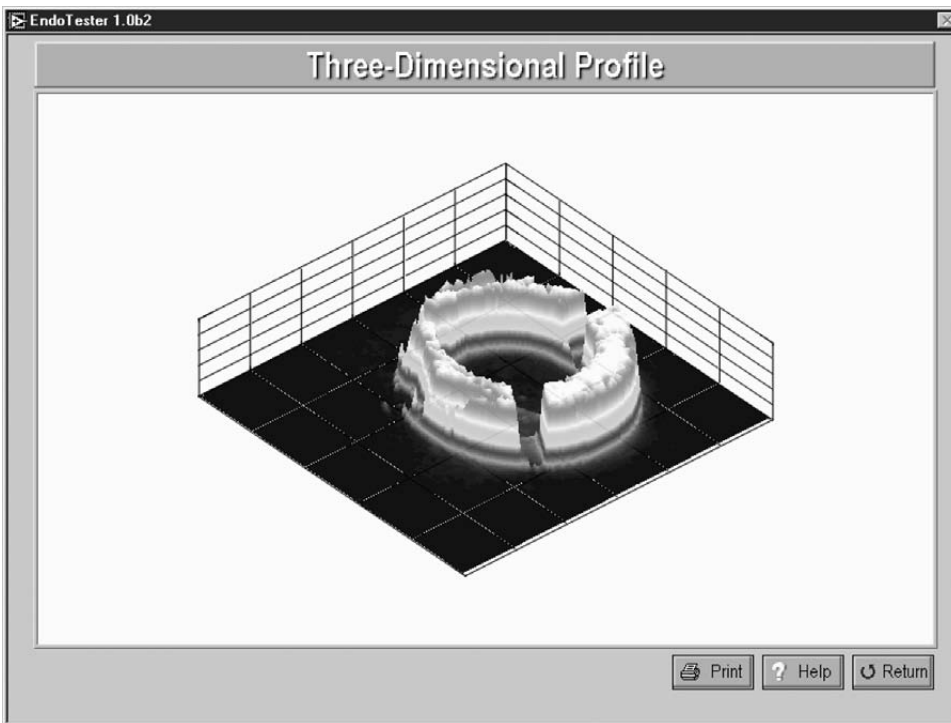 EndoTester 1.0b2
Three-Dimensional Profile
Print
Help
Return